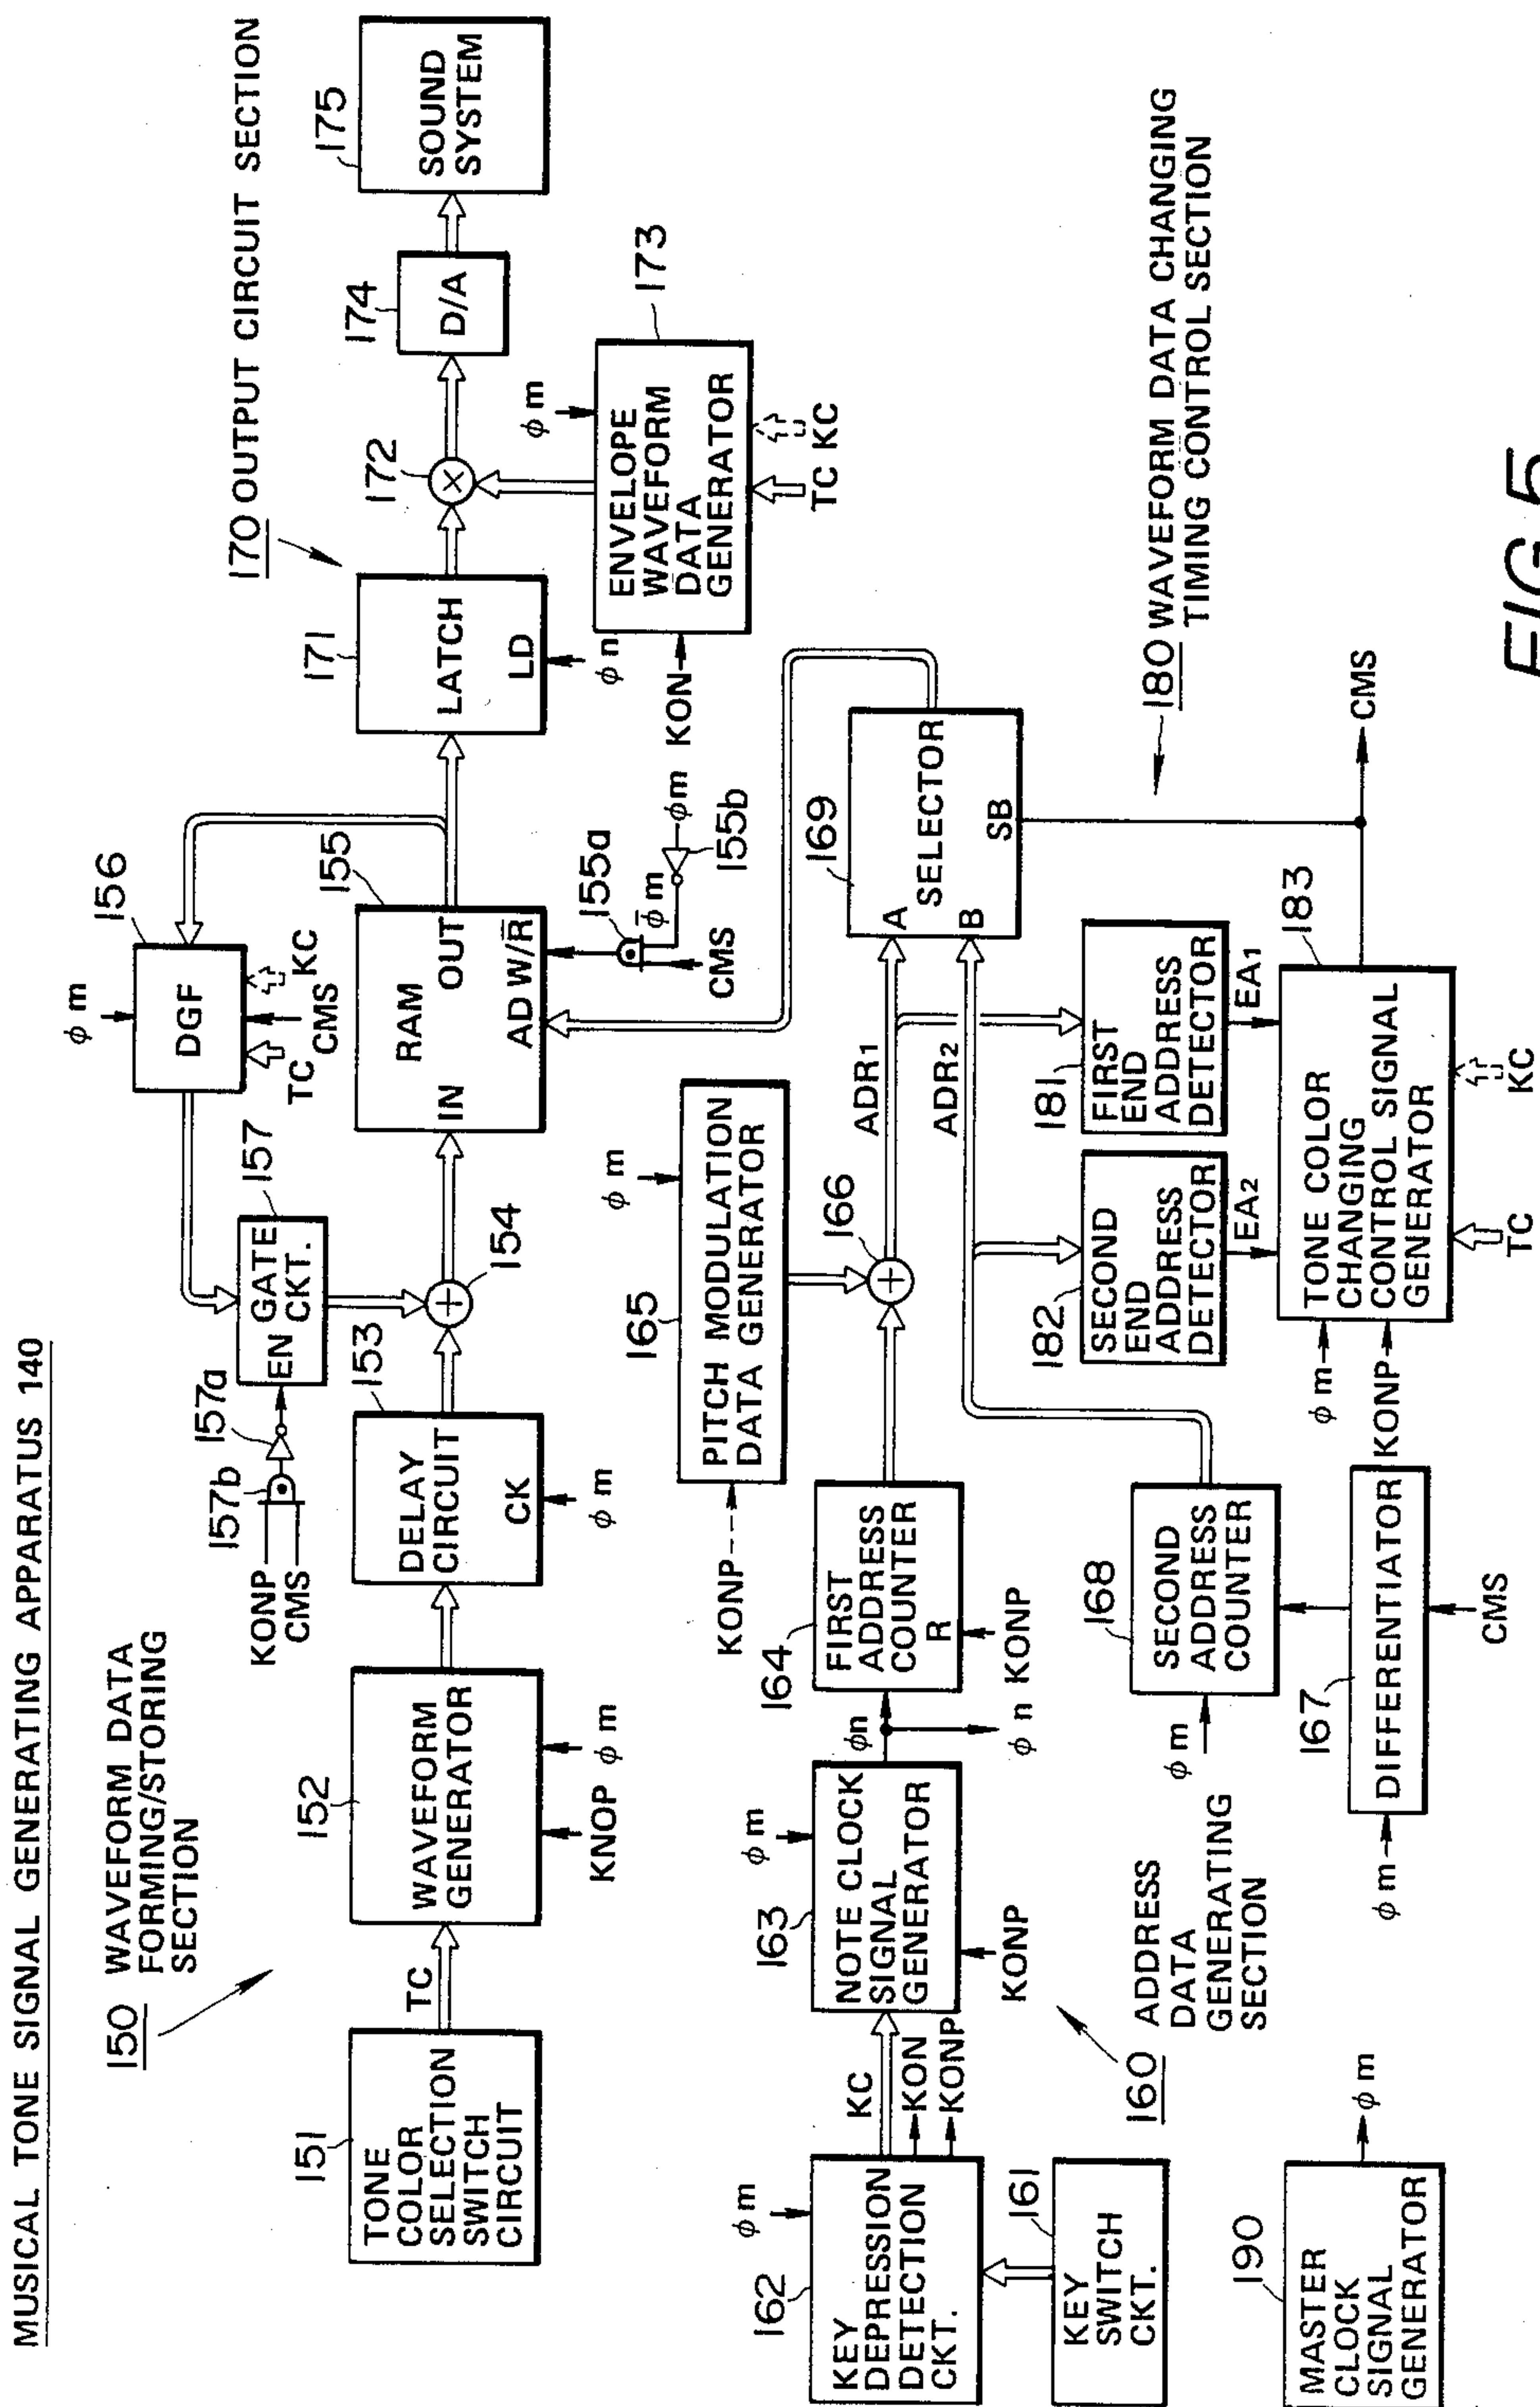 MUSICAL TONE SIGNAL GENERATING APPARATUS 140
150 WAVEFORM DATA
FORMING/STORING
SECTION
151
TONE
COLOR
SELECTION
SWITCH
CIRCUIT
TC
152
WAVEFORM
GENERATOR
KNOP
φm
153
DELAY
CIRCUIT
CK
φm
154
KONP
CMS
157b
157a
157
EN
GATE
CKT.
156
φm
DGF
TC
CMS
KC
155
RAM
IN
OUT
AD W/R̅
155a
CMS
φ̅m
φm
155b
170 OUTPUT CIRCUIT SECTION
171
LATCH
LD
φn
172
173
ENVELOPE
WAVEFORM
DATA
GENERATOR
KON
φm
TC
KC
174
D/A
175
SOUND
SYSTEM
160 ADDRESS
DATA
GENERATING
SECTION
161
KEY
SWITCH
CKT.
162
KEY
DEPRESSION
DETECTION
CKT.
φm
KC
KON
KONP
163
NOTE CLOCK
SIGNAL
GENERATOR
φm
KONP
φn
φn
164
FIRST
ADDRESS
COUNTER
R
KONP
165
PITCH MODULATION
DATA GENERATOR
KONP
φm
166
ADR1
ADR2
167
DIFFERENTIATOR
φm
CMS
168
SECOND
ADDRESS
COUNTER
φm
169
A
B
SELECTOR
SB
180 WAVEFORM DATA CHANGING
TIMING CONTROL SECTION
181
FIRST
END
ADDRESS
DETECTOR
EA1
182
SECOND
END
ADDRESS
DETECTOR
EA2
183
TONE COLOR
CHANGING
CONTROL SIGNAL
GENERATOR
φm
KONP
TC
KC
CMS
190
MASTER
CLOCK
SIGNAL
GENERATOR
φm
FIG.5